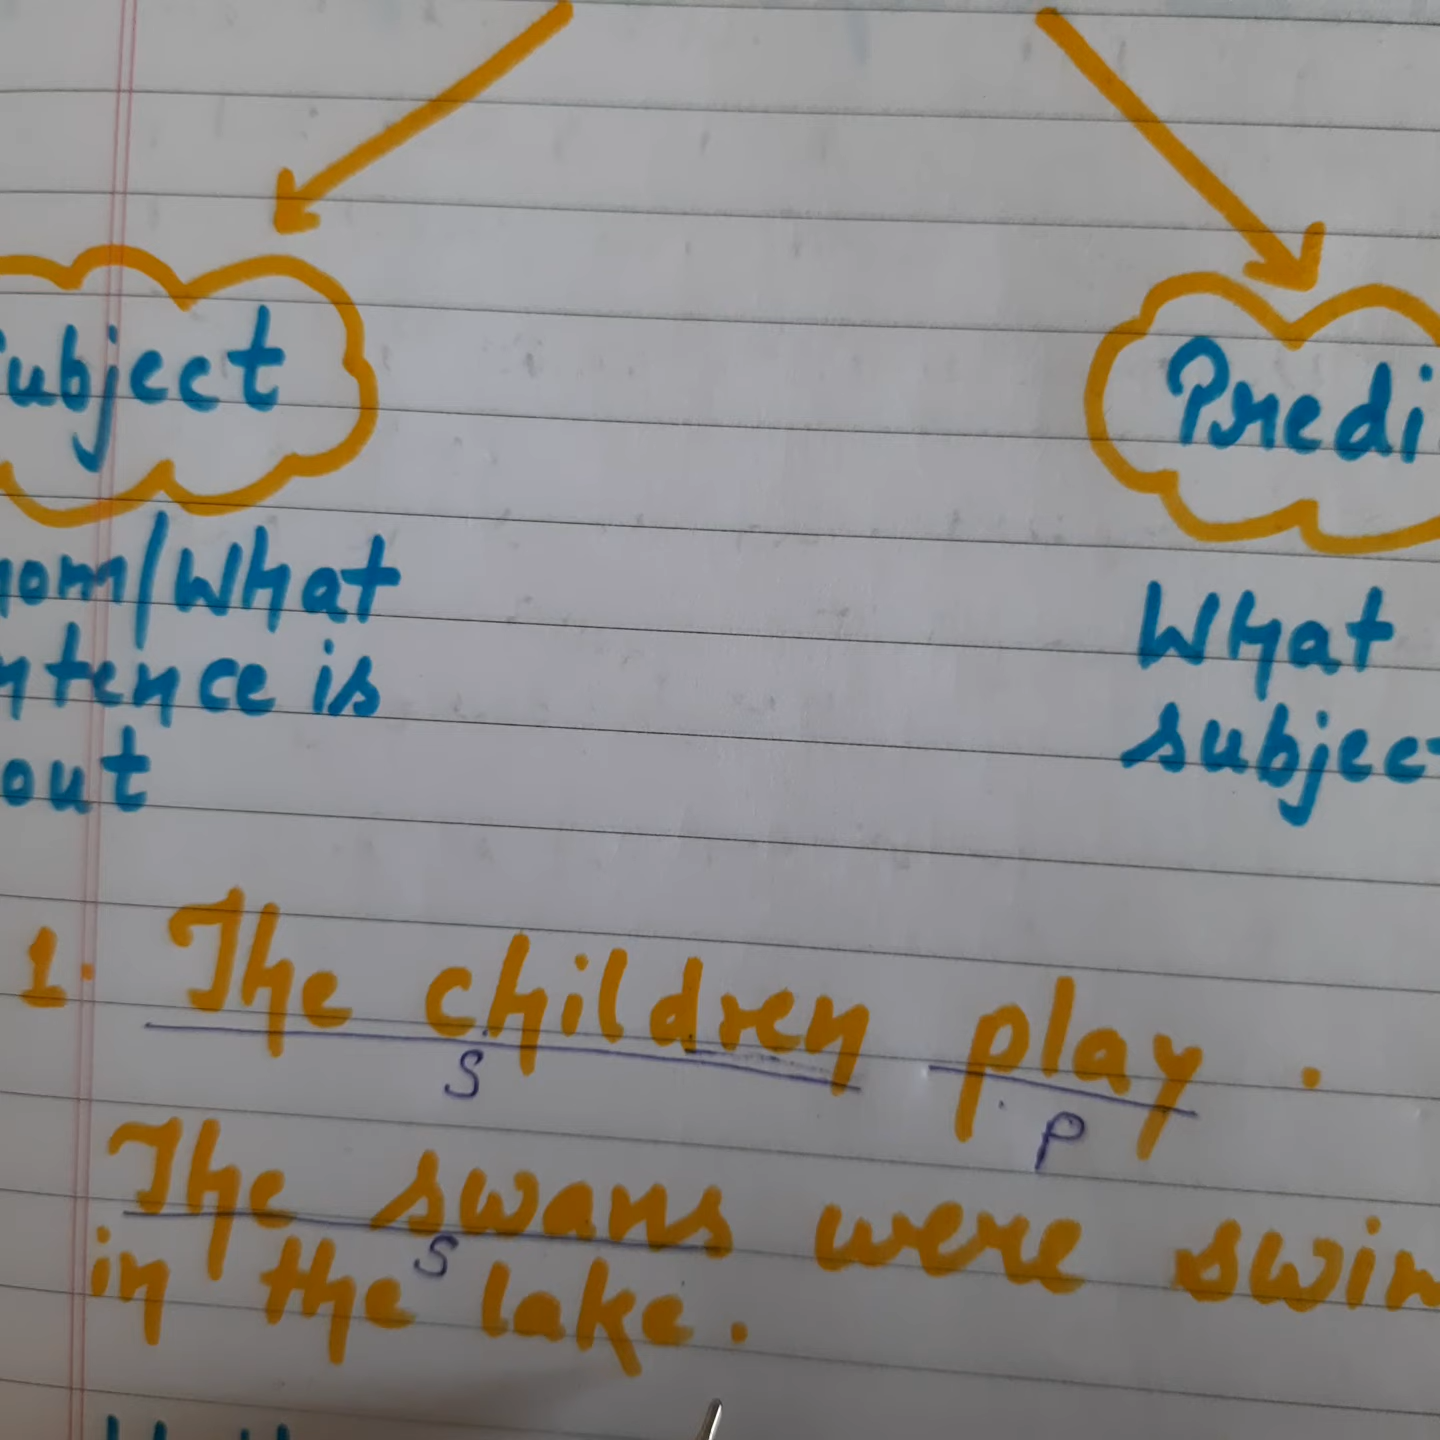 ubject
Predi
hom/What
ntence is
out
What
subjec
1. The children play.
S
P
The swans were swim
S
in the lake.